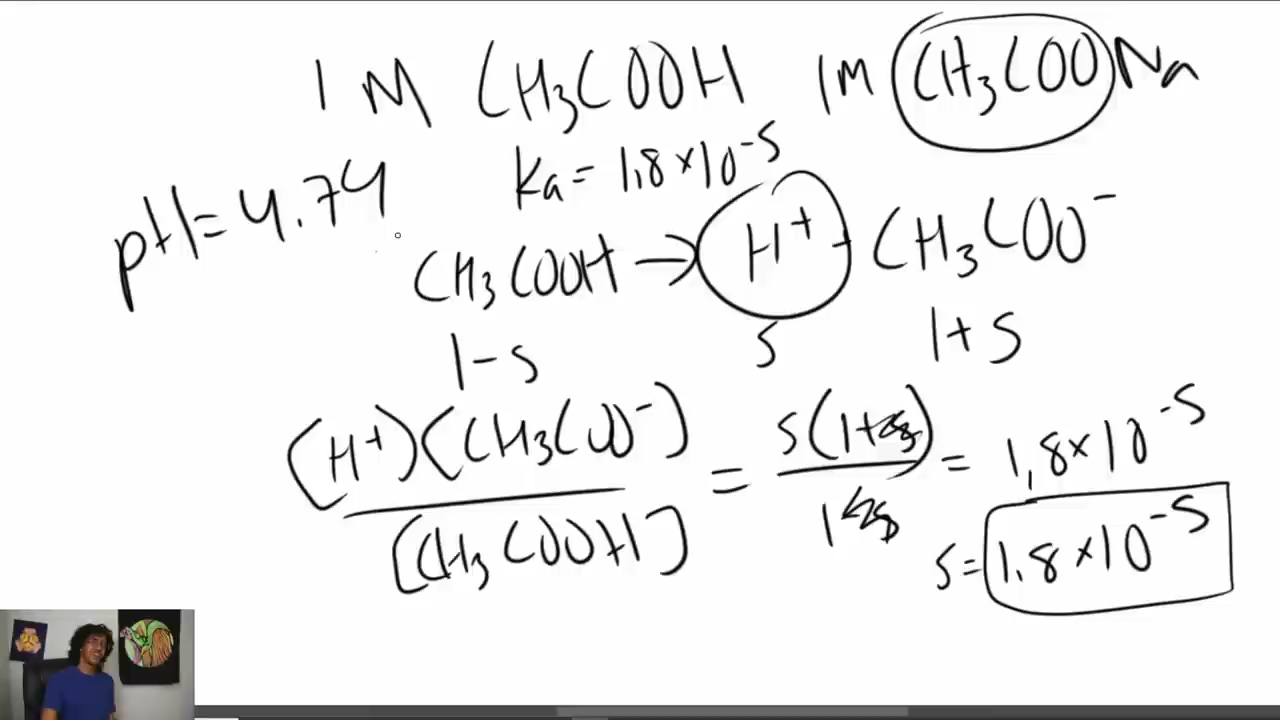 1 M CH3COOH 1M CH3COONa
Ka = 1.8×10^-5
pH = 4.74
CH3COOH → H+ + CH3COO-
1-s s 1+s
(H+)(CH3COO-) / [CH3COOH] = s(1+s) / 1-s = 1.8×10^-5
s = 1.8×10^-5